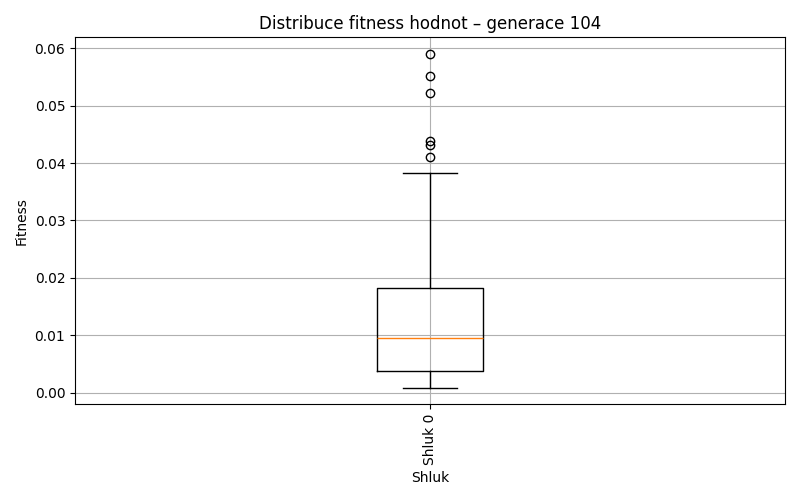 Distribuce fitness hodnot – generace 104
0.06
0.05
0.04
0.03
0.02
0.01
0.00
Fitness
Shluk 0
Shluk